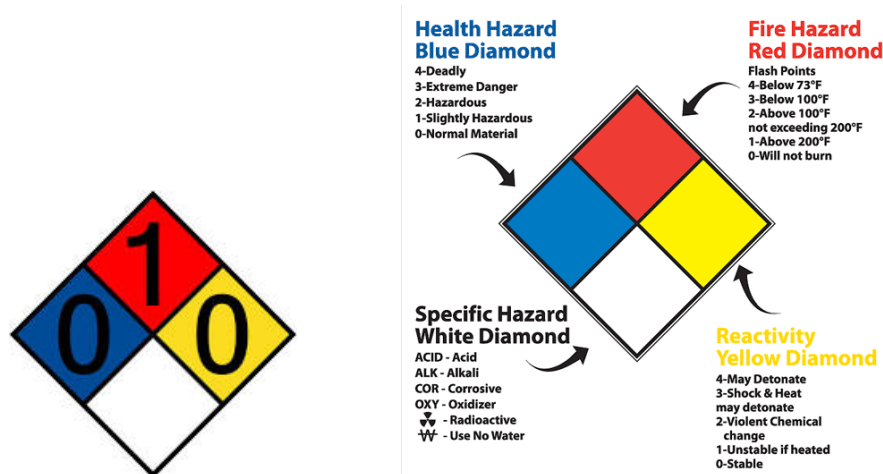 1
0
0
Health Hazard
Blue Diamond
4-Deadly
3-Extreme Danger
2-Hazardous
1-Slightly Hazardous
0-Normal Material
Fire Hazard
Red Diamond
Flash Points
4-Below 73°F
3-Below 100°F
2-Above 100°F
not exceeding 200°F
1-Above 200°F
0-Will not burn
Specific Hazard
White Diamond
ACID - Acid
ALK - Alkali
COR - Corrosive
OXY - Oxidizer
- Radioactive
W - Use No Water
Reactivity
Yellow Diamond
4-May Detonate
3-Shock & Heat
may detonate
2-Violent Chemical
change
1-Unstable if heated
0-Stable